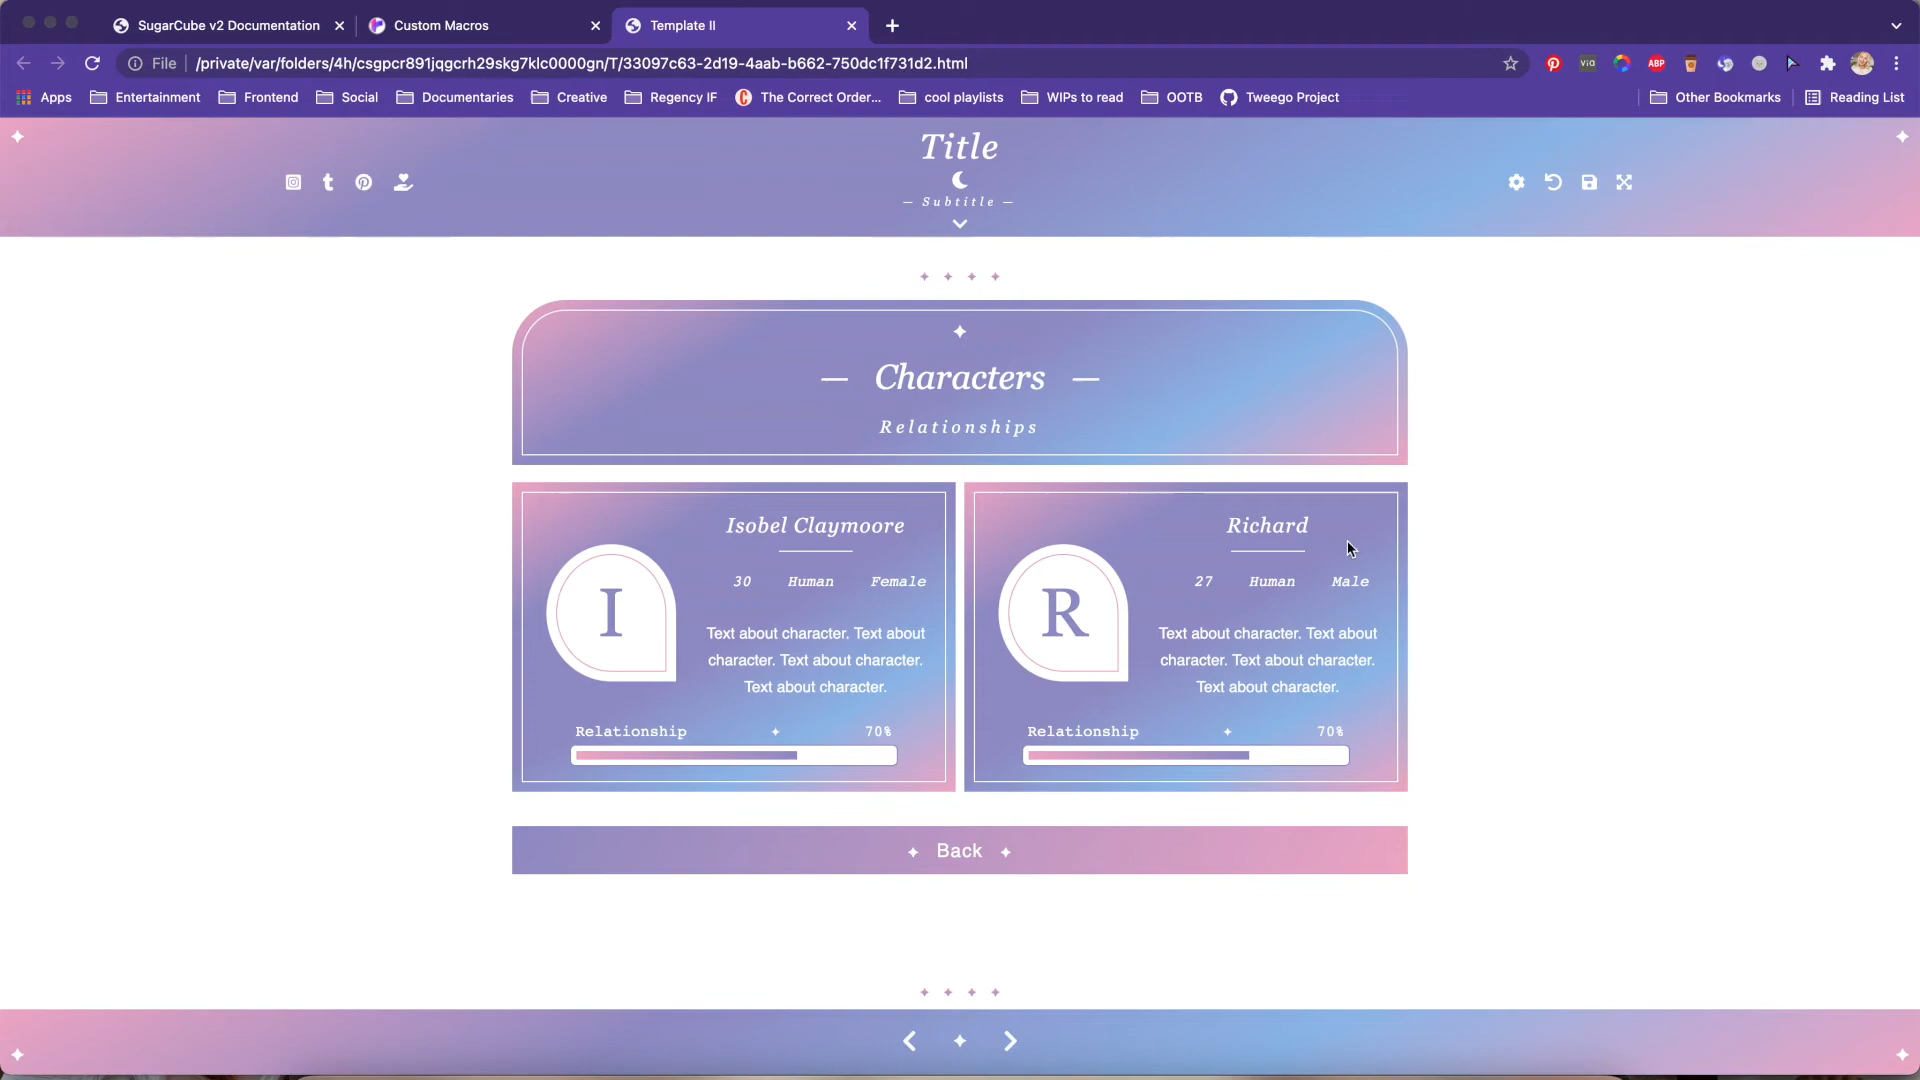 SugarCube v2 Documentation
Custom Macros
Template II
File
/private/var/folders/4h/csgpcr891jqgcrh29skg7klc0000gn/T/33097c63-2d19-4aab-b662-750dc1f731d2.html
via
ABP
Apps
Entertainment
Frontend
Social
Documentaries
Creative
Regency IF
The Correct Order...
cool playlists
WIPs to read
OOTB
Tweego Project
Other Bookmarks
Reading List
Title
— Subtitle —
— Characters —
Relationships
Isobel Claymoore
30 Human Female
I
Text about character. Text about
character. Text about character.
Text about character.
Relationship 70%
Richard
27 Human Male
R
Text about character. Text about
character. Text about character.
Text about character.
Relationship 70%
Back